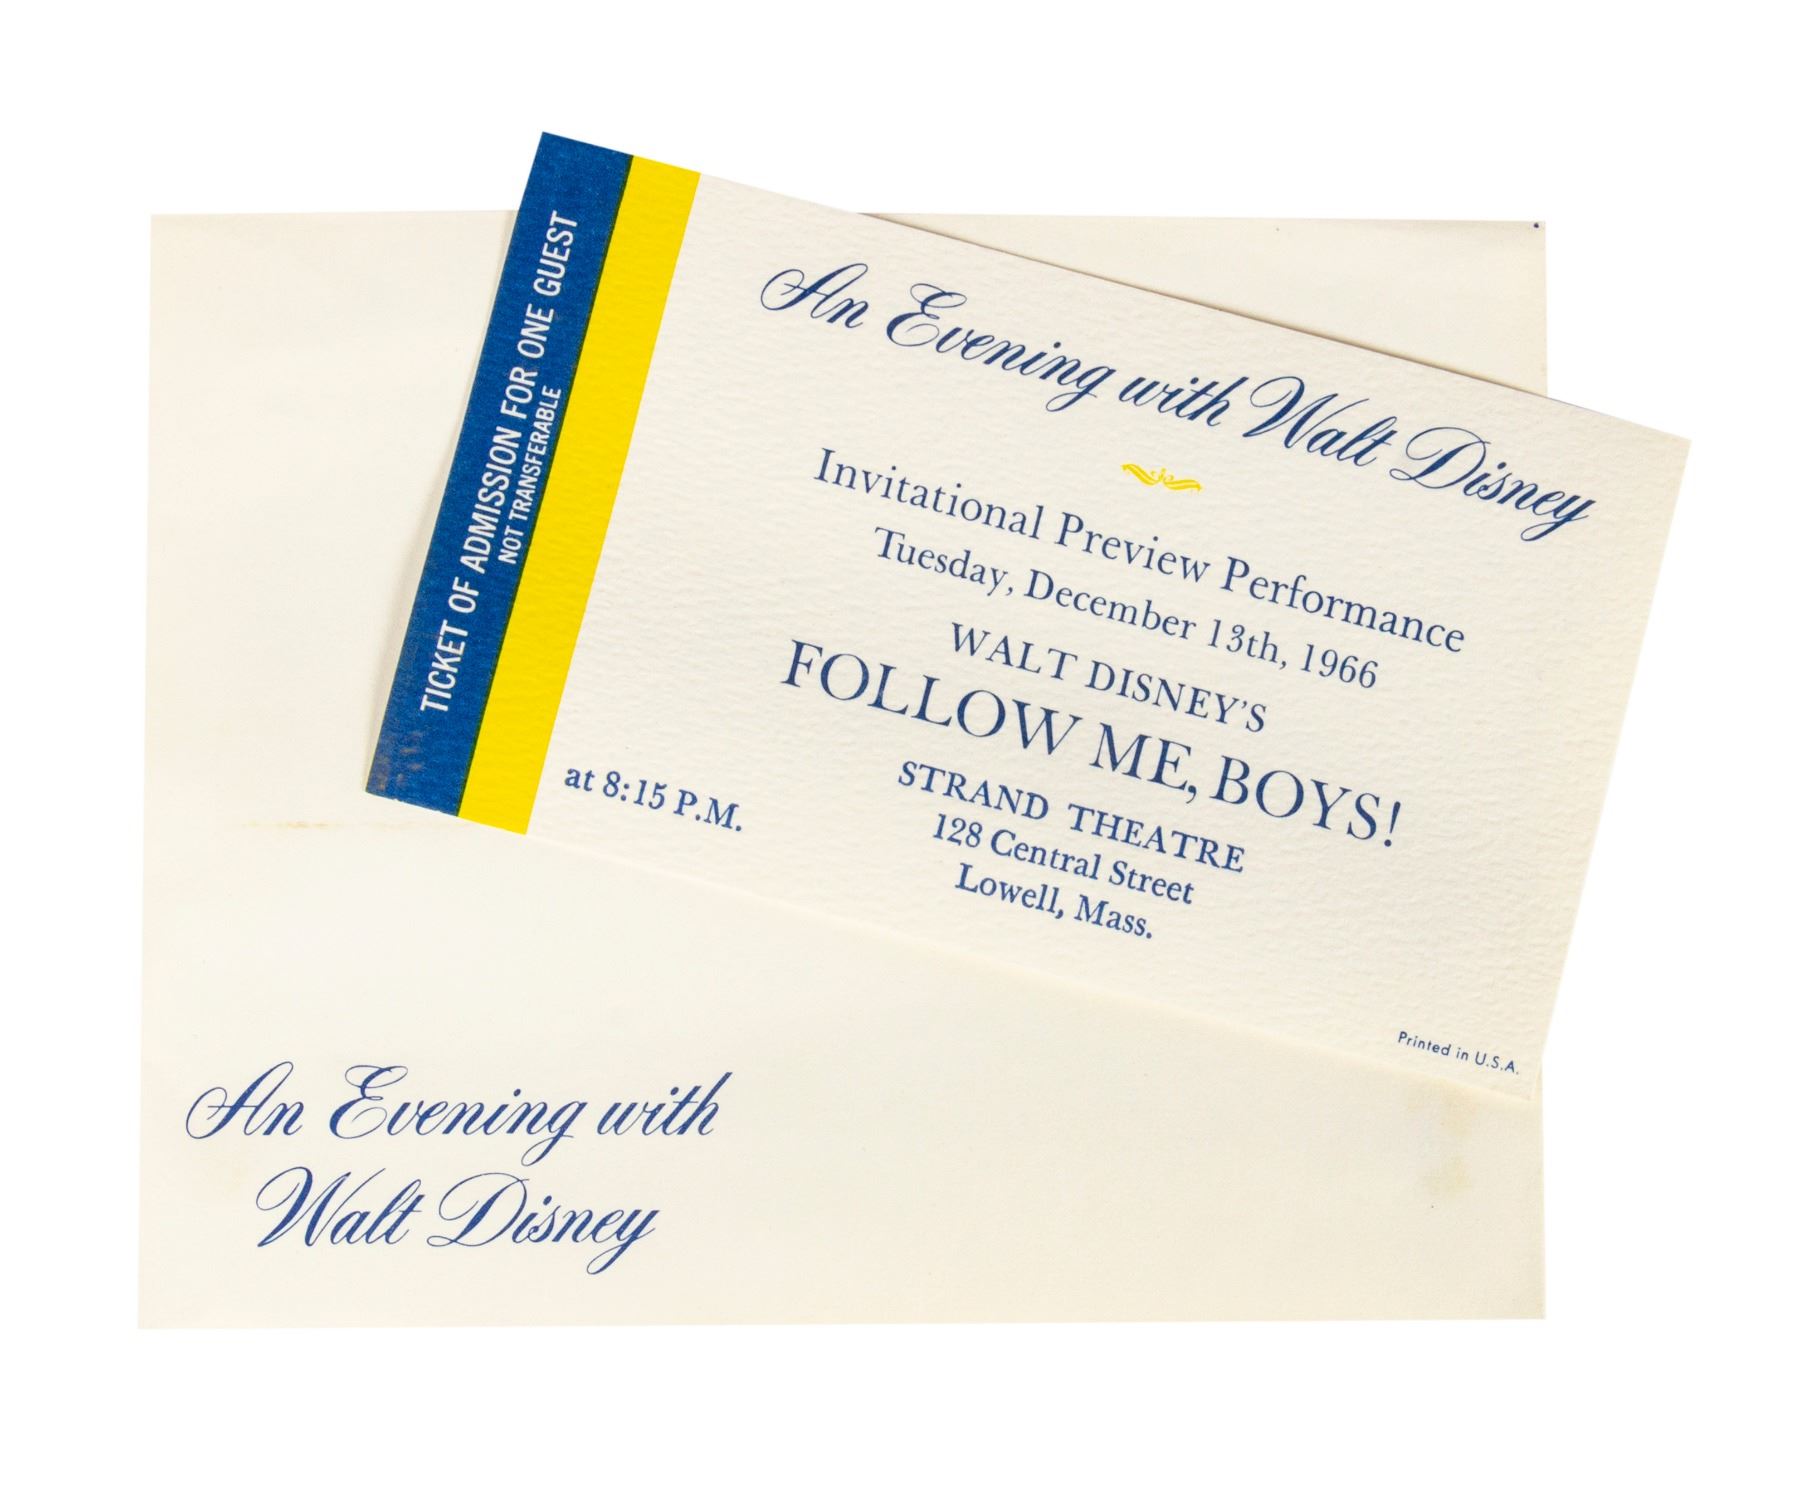 TICKET OF ADMISSION FOR ONE GUEST
NOT TRANSFERABLE
An Evening with Walt Disney
Invitational Preview Performance
Tuesday, December 13th, 1966
WALT DISNEY'S
FOLLOW ME, BOYS!
STRAND THEATRE
128 Central Street
Lowell, Mass.
at 8:15 P.M.
Printed in U.S.A.
An Evening with
Walt Disney